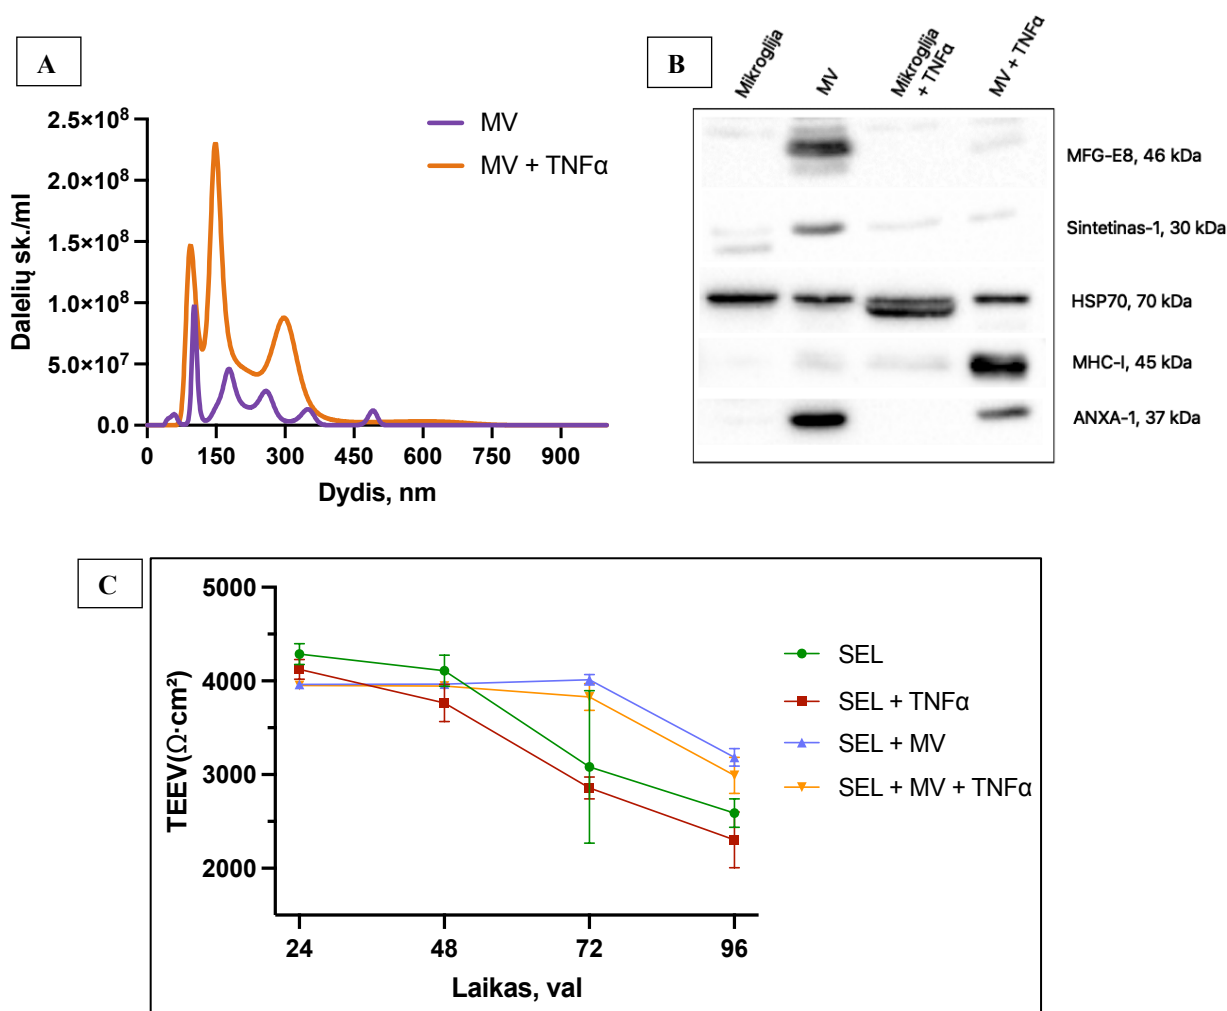 A
2.5×10⁸
2.0×10⁸
1.5×10⁸
1.0×10⁸
5.0×10⁷
0.0
Dalelių sk./ml
0 150 300 450 600 750 900
Dydis, nm
MV
MV + TNFα
B
Mikroglija
MV
Mikroglija
+ TNFα
MV + TNFα
MFG-E8, 46 kDa
Sintetinas-1, 30 kDa
HSP70, 70 kDa
MHC-I, 45 kDa
ANXA-1, 37 kDa
C
5000
4000
3000
2000
TEEV(Ω·cm²)
24 48 72 96
Laikas, val
SEL
SEL + TNFα
SEL + MV
SEL + MV + TNFα